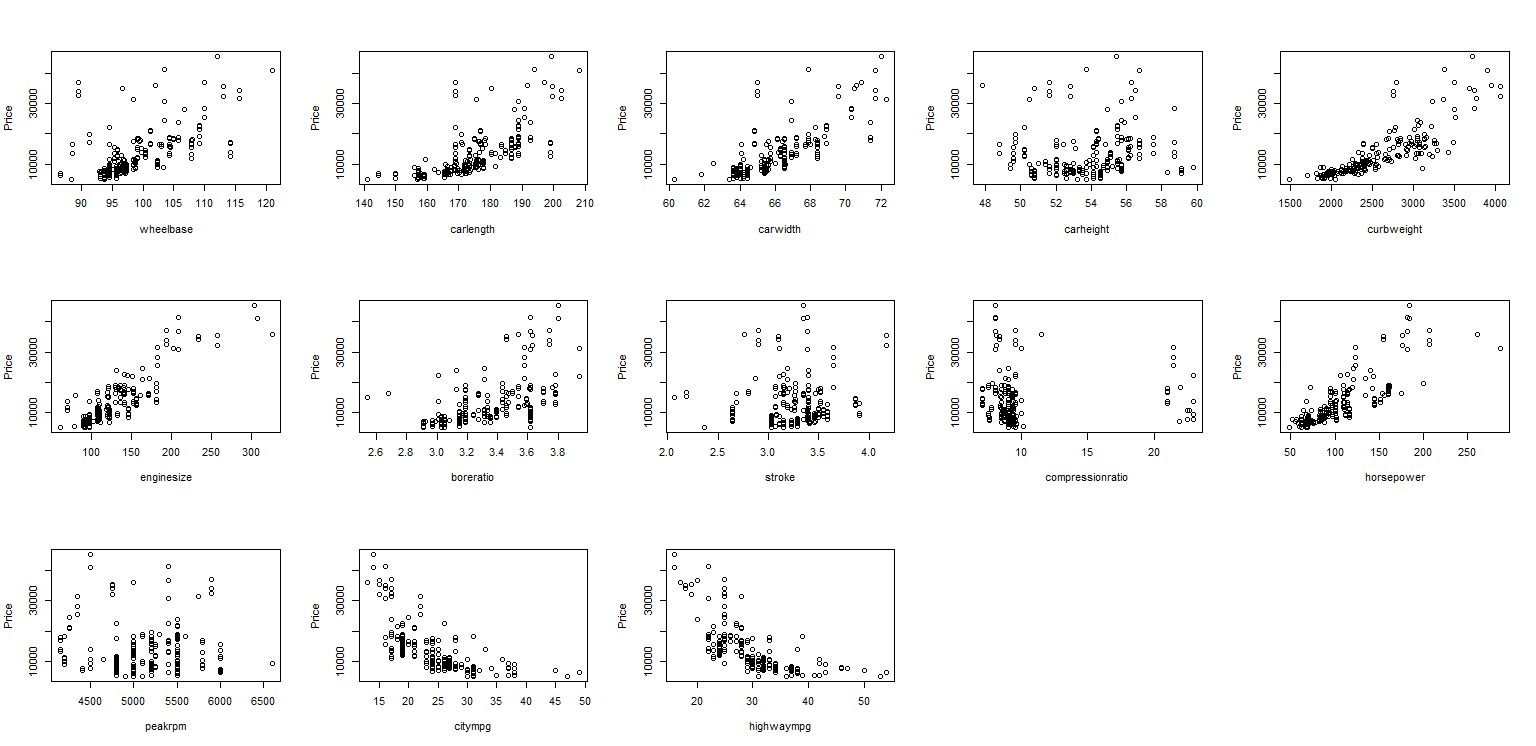 Price
10000 30000
90 95 100 105 110 115 120
wheelbase
Price
10000 30000
140 150 160 170 180 190 200 210
carlength
Price
10000 30000
60 62 64 66 68 70 72
carwidth
Price
10000 30000
48 50 52 54 56 58 60
carheight
Price
10000 30000
1500 2000 2500 3000 3500 4000
curbweight
Price
10000 30000
100 150 200 250 300
enginesize
Price
10000 30000
2.6 2.8 3.0 3.2 3.4 3.6 3.8
boreratio
Price
10000 30000
2.0 2.5 3.0 3.5 4.0
stroke
Price
10000 30000
10 15 20
compressionratio
Price
10000 30000
50 100 150 200 250
horsepower
Price
10000 30000
4500 5000 5500 6000 6500
peakrpm
Price
10000 30000
15 20 25 30 35 40 45 50
citympg
Price
10000 30000
20 30 40 50
highwaympg